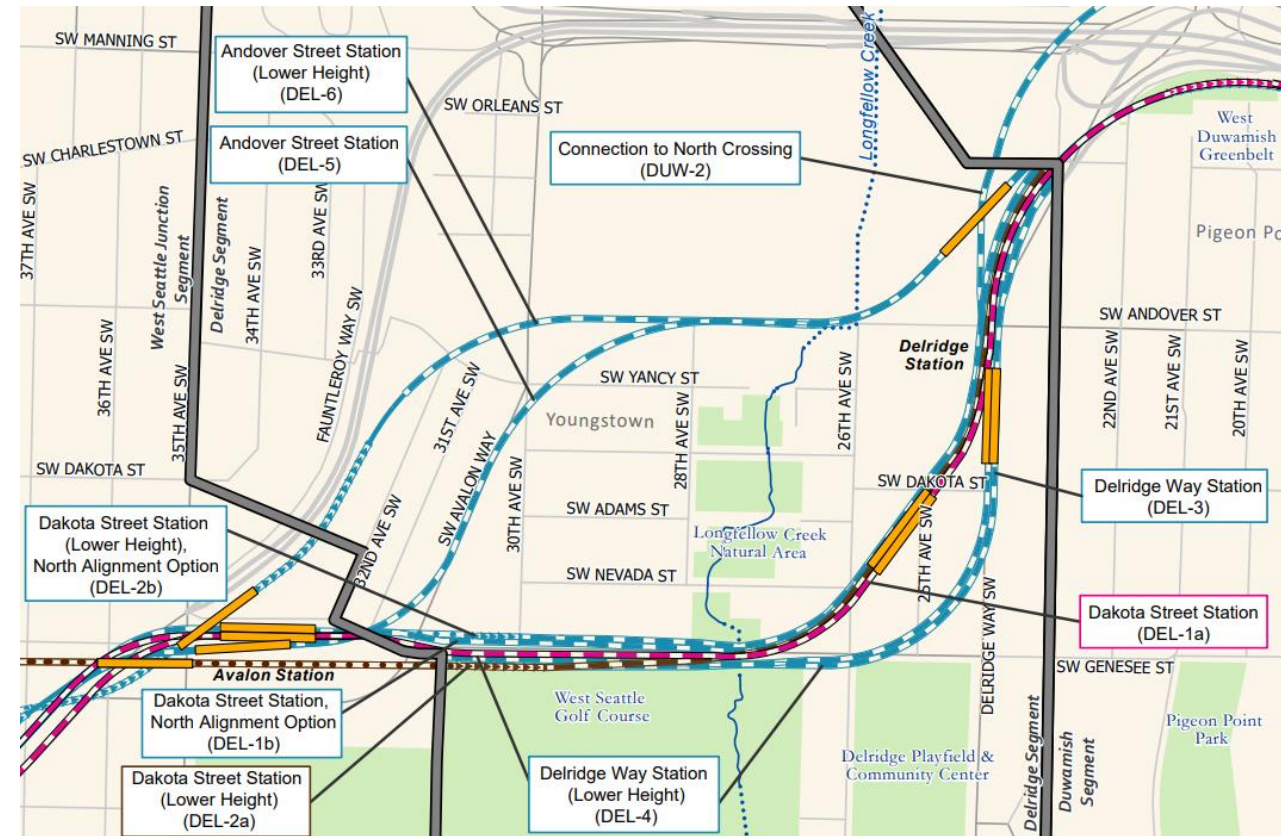 SW MANNING ST
Andover Street Station
(Lower Height)
(DEL-6)
SW ORLEANS ST
Longfellow Creek
West
Duwamish
Greenbelt
SW CHARLESTOWN ST
Andover Street Station
(DEL-5)
Connection to North Crossing
(DUW-2)
37TH AVE SW
West Seattle Junction
Segment
Delridge Segment
34TH AVE SW
33RD AVE SW
Pigeon Po
36TH AVE SW
35TH AVE SW
FAUNTLEROY WAY SW
SW ANDOVER ST
Delridge
Station
31ST AVE SW
SW YANCY ST
Youngstown
28TH AVE SW
26TH AVE SW
22ND AVE SW
21ST AVE SW
20TH AVE SW
SW DAKOTA ST
SW AVALON WAY
30TH AVE SW
SW DAKOTA ST
Delridge Way Station
(DEL-3)
Dakota Street Station
(Lower Height),
North Alignment Option
(DEL-2b)
32ND AVE SW
SW ADAMS ST
Longfellow Creek
Natural Area
SW NEVADA ST
25TH AVE SW
DELRIDGE WAY SW
Dakota Street Station
(DEL-1a)
Avalon Station
SW GENESEE ST
Dakota Street Station,
North Alignment Option
(DEL-1b)
West Seattle
Golf Course
Dakota Street Station
(Lower Height)
(DEL-2a)
Delridge Way Station
(Lower Height)
(DEL-4)
Delridge Playfield &
Community Center
Delridge Segment
Duwamish
Segment
Pigeon Point
Park